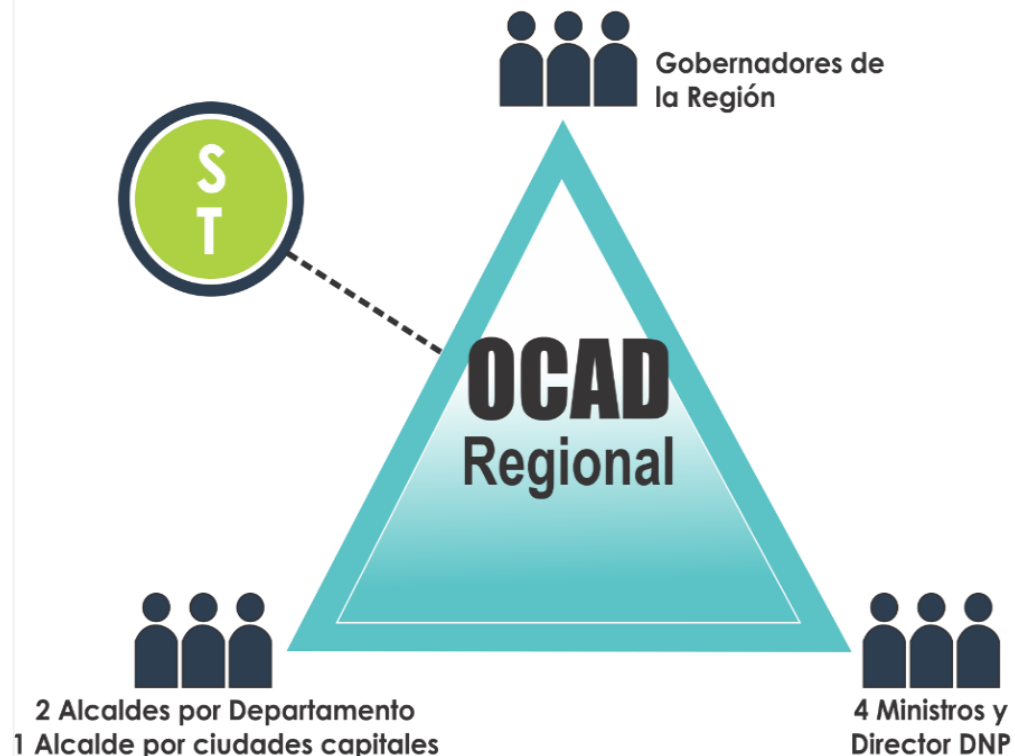 Gobernadores de
la Región
S
T
OCAD
Regional
2 Alcaldes por Departamento
1 Alcalde por ciudades capitales
4 Ministros y
Director DNP